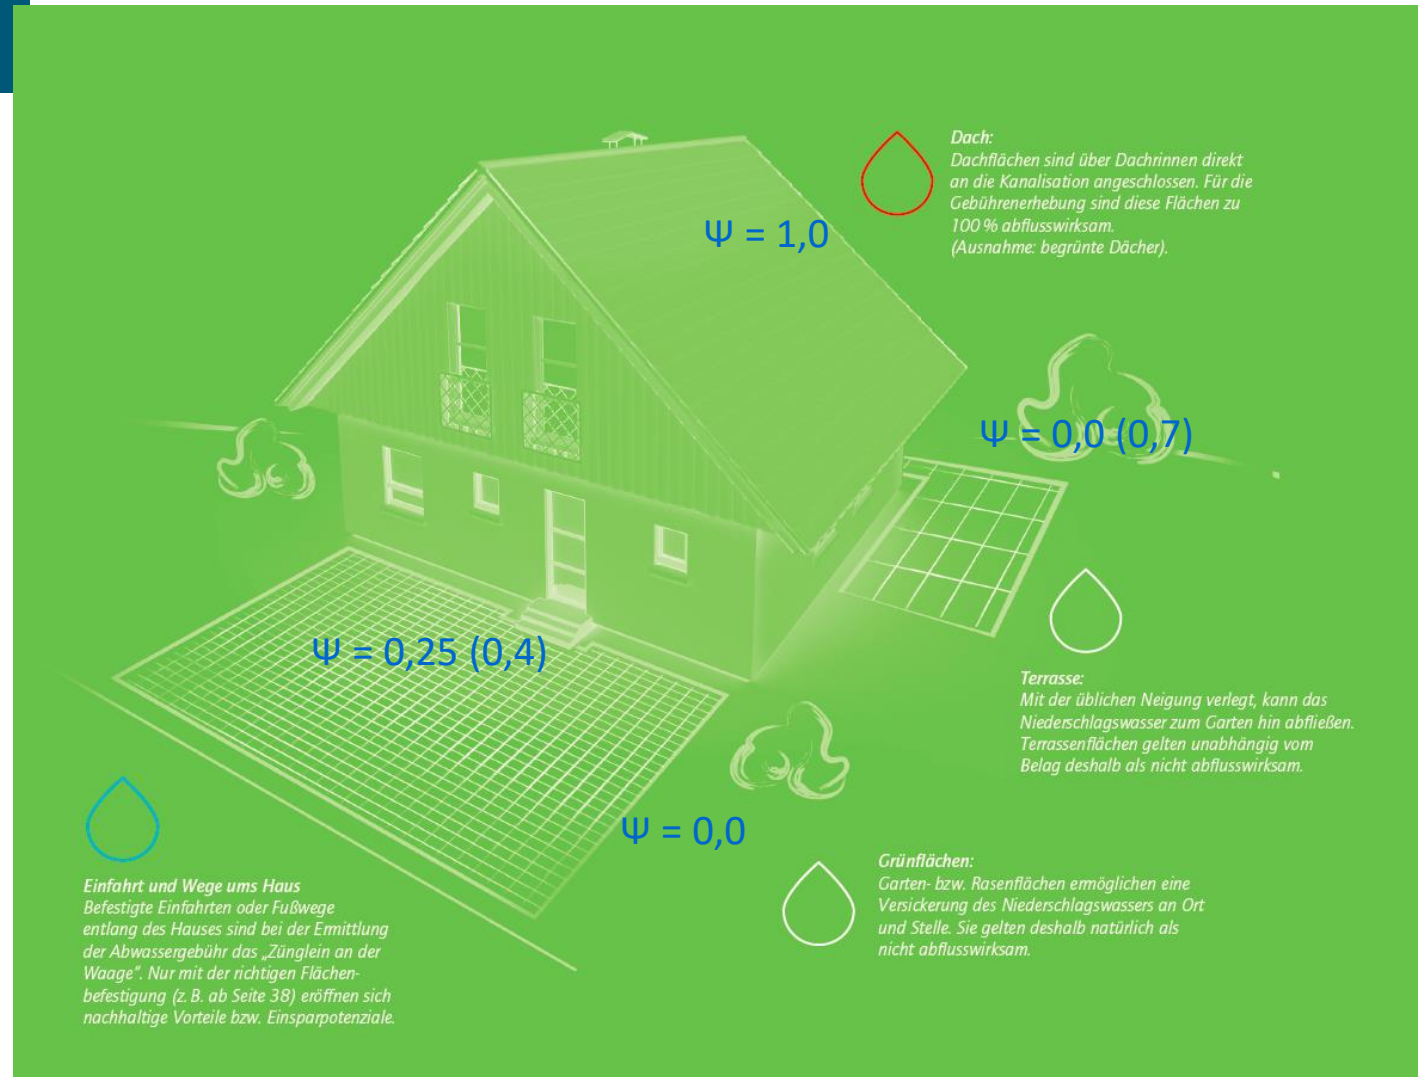 Dach:
Dachflächen sind über Dachrinnen direkt
an die Kanalisation angeschlossen. Für die
Gebührenerhebung sind diese Flächen zu
100 % abflusswirksam.
(Ausnahme: begrünte Dächer).
Ψ = 1,0
Ψ = 0,0 (0,7)
Ψ = 0,25 (0,4)
Terrasse:
Mit der üblichen Neigung verlegt, kann das
Niederschlagswasser zum Garten hin abfließen.
Terrassenflächen gelten unabhängig vom
Belag deshalb als nicht abflusswirksam.
Ψ = 0,0
Grünflächen:
Garten- bzw. Rasenflächen ermöglichen eine
Versickerung des Niederschlagswassers an Ort
und Stelle. Sie gelten deshalb natürlich als
nicht abflusswirksam.
Einfahrt und Wege ums Haus
Befestigte Einfahrten oder Fußwege
entlang des Hauses sind bei der Ermittlung
der Abwassergebühr das „Zünglein an der
Waage“. Nur mit der richtigen Flächen-
befestigung (z. B. ab Seite 38) eröffnen sich
nachhaltige Vorteile bzw. Einsparpotenziale.